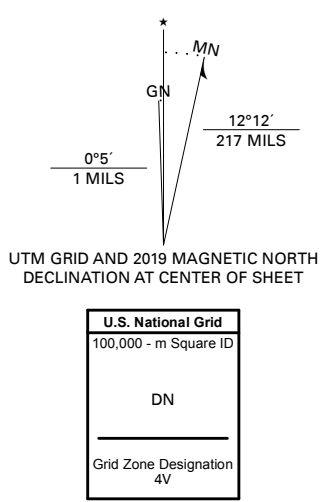 ★
MN
GN
12°12´
217 MILS
0°5´
1 MILS
UTM GRID AND 2019 MAGNETIC NORTH
DECLINATION AT CENTER OF SHEET
U.S. National Grid
100,000 - m Square ID
DN
Grid Zone Designation
4V